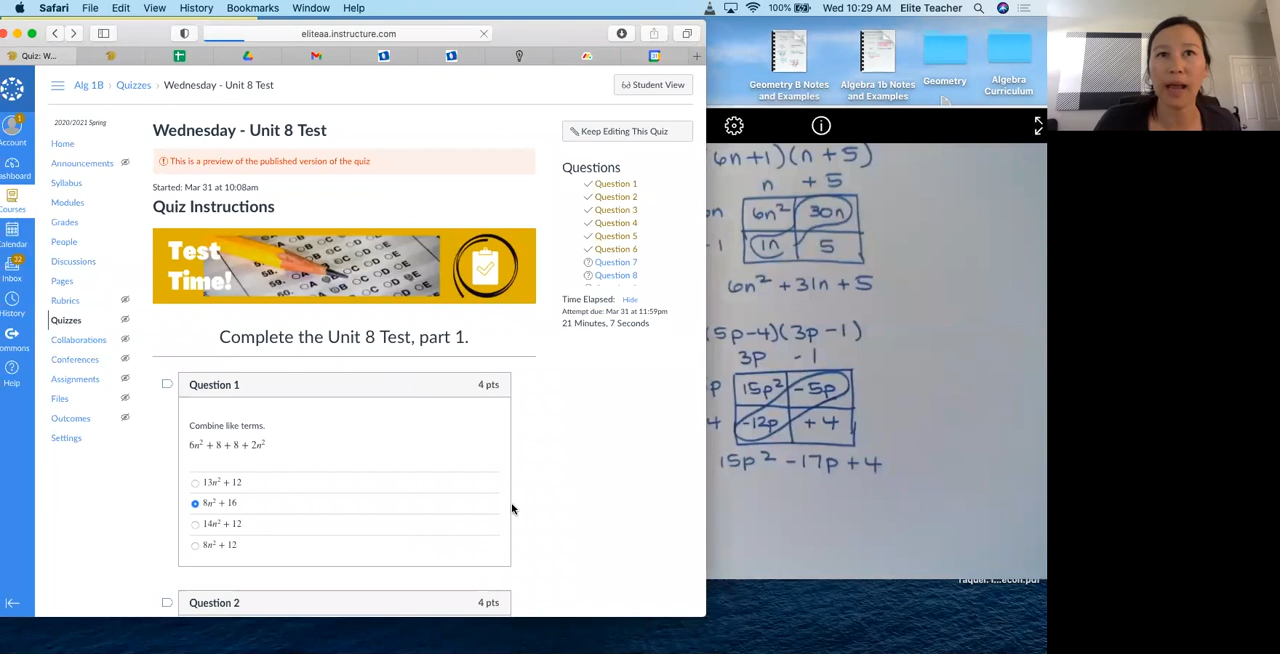 Safari File Edit View History Bookmarks Window Help 100% Wed 10:29 AM Elite Teacher
eliteaa.instructure.com
Quiz: W...
Alg 1B > Quizzes > Wednesday - Unit 8 Test
Student View
2020/2021 Spring
Account
Dashboard
Courses
Calendar
Inbox
History
Commons
Help
1
32
Home
Announcements
Syllabus
Modules
Grades
People
Discussions
Pages
Rubrics
Quizzes
Collaborations
Conferences
Assignments
Files
Outcomes
Settings
Wednesday - Unit 8 Test
Keep Editing This Quiz
This is a preview of the published version of the quiz
Started: Mar 31 at 10:08am
Quiz Instructions
Test
Time!
Complete the Unit 8 Test, part 1.
Question 1 4 pts
Combine like terms.
6n² + 8 + 8 + 2n²
13n² + 12
8n² + 16
14n² + 12
8n² + 12
Question 2 4 pts
Questions
Question 1
Question 2
Question 3
Question 4
Question 5
Question 6
Question 7
Question 8
Time Elapsed: Hide
Attempt due: Mar 31 at 11:59pm
21 Minutes, 7 Seconds
Geometry B Notes
and Examples
Algebra 1b Notes
and Examples
Geometry
Algebra
Curriculum
(6n+1)(n+5)
n +5
6n² 30n
1n 5
6n² + 31n + 5
(5p-4)(3p-1)
3p -1
p 15p² -5p
4 -12p +4
15p² -17p +4